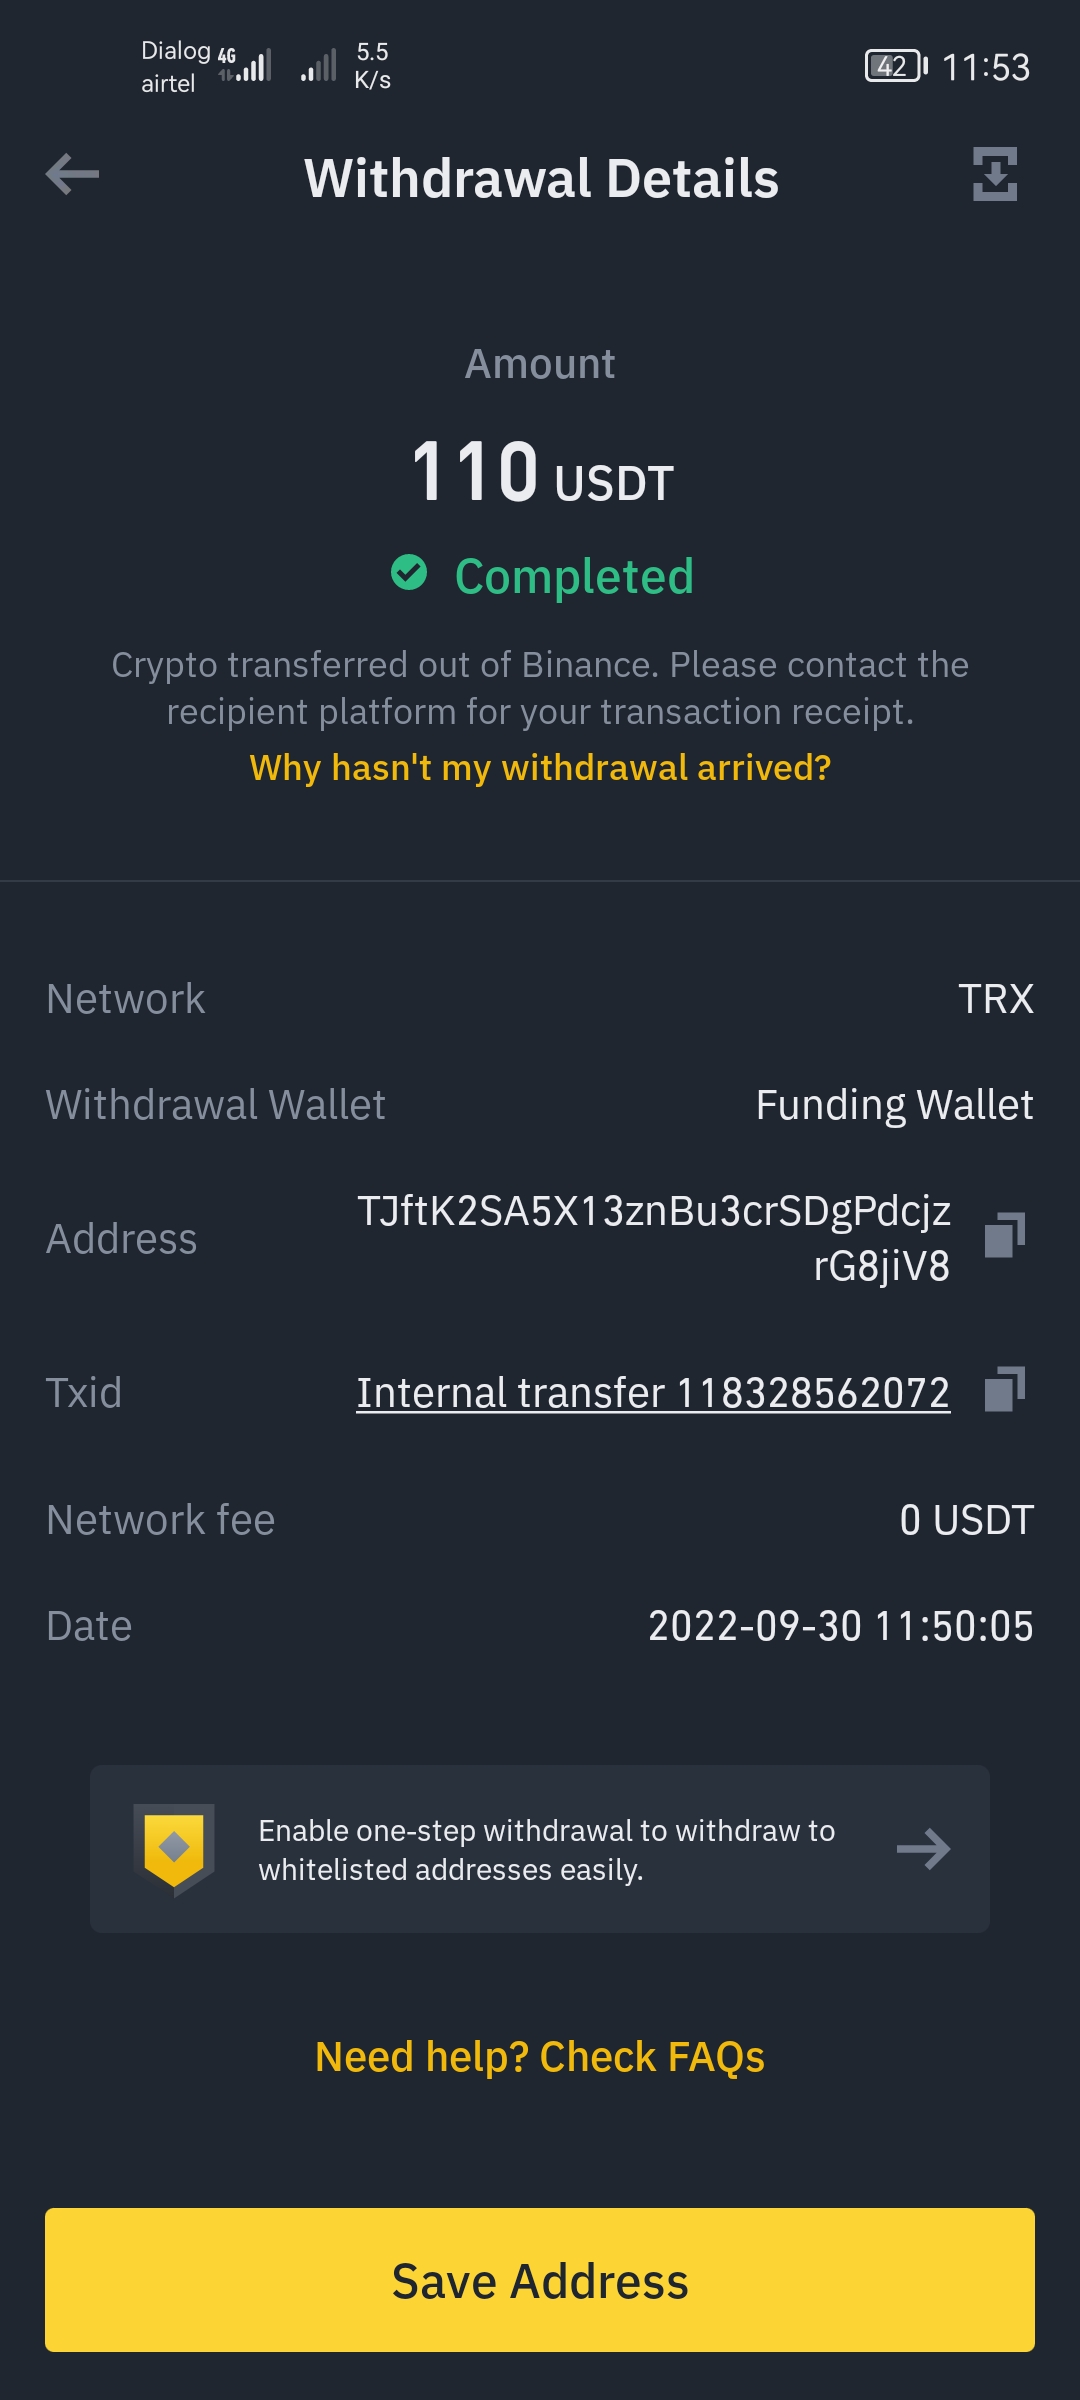 Dialog 4G 5.5
airtel K/s 42 11:53
Withdrawal Details
Amount
110 USDT
Completed
Crypto transferred out of Binance. Please contact the
recipient platform for your transaction receipt.
Why hasn't my withdrawal arrived?
Network TRX
Withdrawal Wallet Funding Wallet
Address TJftK2SA5X13znBu3crSDgPdcjz
rG8jiV8
Txid Internal transfer 118328562072
Network fee 0 USDT
Date 2022-09-30 11:50:05
Enable one-step withdrawal to withdraw to
whitelisted addresses easily.
Need help? Check FAQs
Save Address